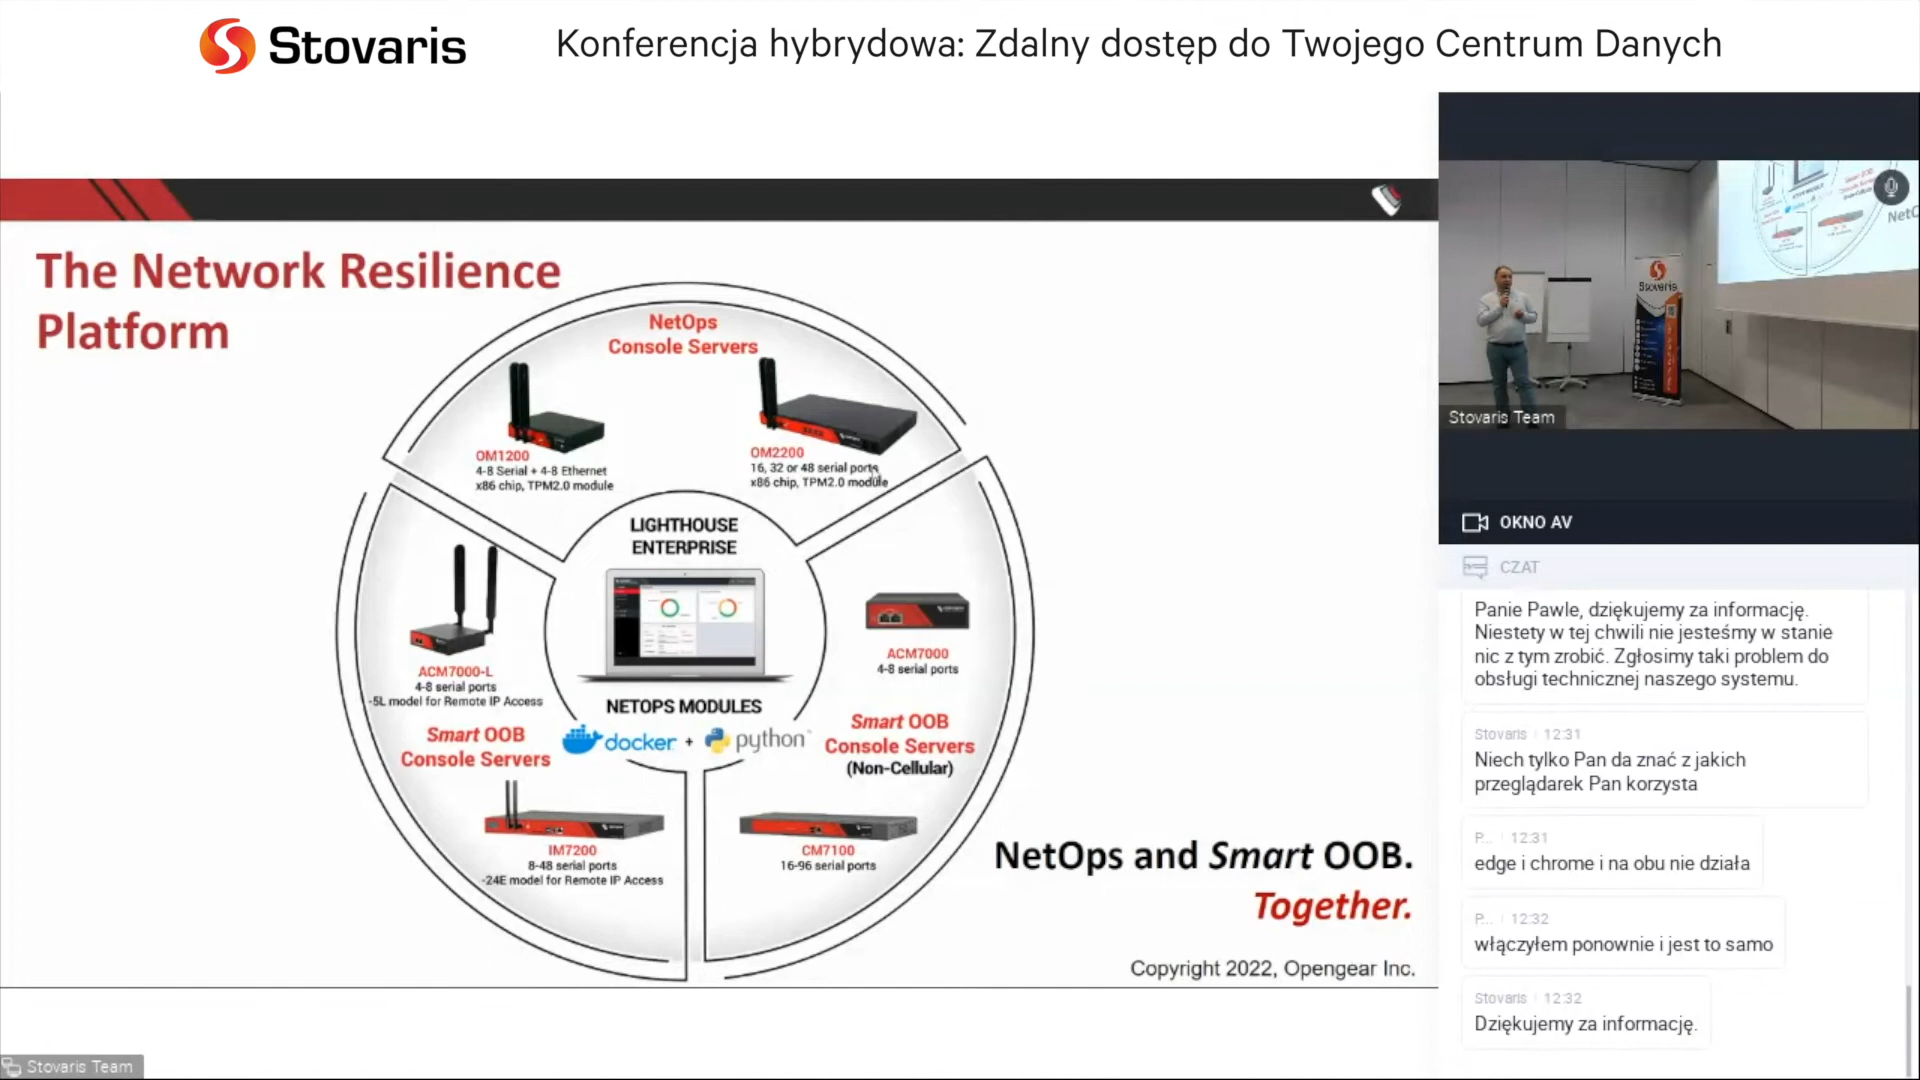 Stovaris
Konferencja hybrydowa: Zdalny dostęp do Twojego Centrum Danych
The Network Resilience
Platform
NetOps
Console Servers
OM1200
4-8 Serial + 4-8 Ethernet
x86 chip, TPM2.0 module
OM2200
16, 32 or 48 serial ports
x86 chip, TPM2.0 module
LIGHTHOUSE
ENTERPRISE
NETOPS MODULES
docker + python
ACM7000-L
4-8 serial ports
-5L model for Remote IP Access
Smart OOB
Console Servers
IM7200
8-48 serial ports
-24E model for Remote IP Access
ACM7000
4-8 serial ports
Smart OOB
Console Servers
(Non-Cellular)
CM7100
16-96 serial ports
NetOps and Smart OOB.
Together.
Copyright 2022, Opengear Inc.
Stovaris Team
NetO
Stovaris
Stovaris Team
OKNO AV
CZAT
Panie Pawle, dziękujemy za informację.
Niestety w tej chwili nie jesteśmy w stanie
nic z tym zrobić. Zgłosimy taki problem do
obsługi technicznej naszego systemu.
Stovaris 12:31
Niech tylko Pan da znać z jakich
przeglądarek Pan korzysta
P... 12:31
edge i chrome i na obu nie działa
P... 12:32
włączyłem ponownie i jest to samo
Stovaris 12:32
Dziękujemy za informację.